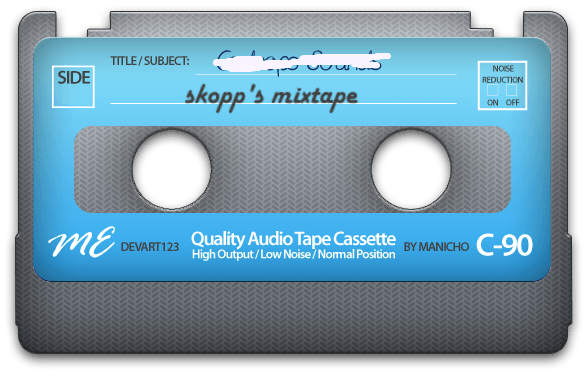 TITLE / SUBJECT: Sounds
SIDE
NOISE
REDUCTION
ON OFF
skopp's mixtape
ME DEVART123 Quality Audio Tape Cassette BY MANICHO C-90
High Output / Low Noise / Normal Position